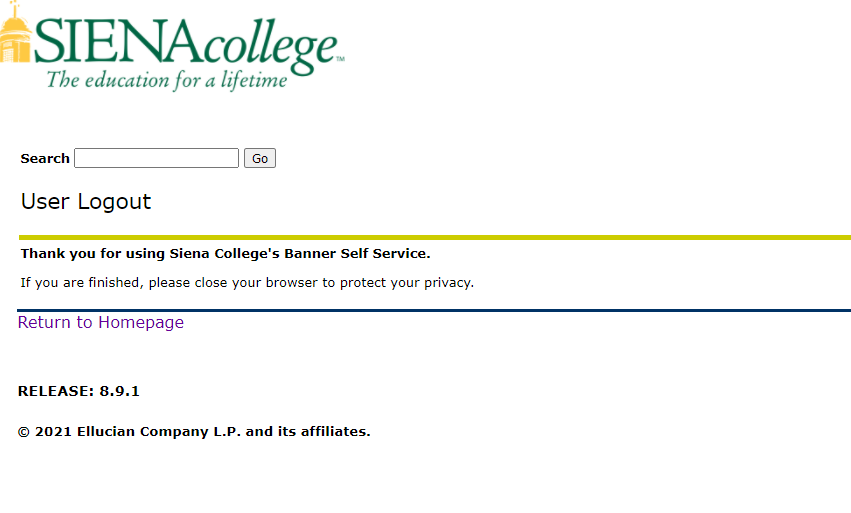 SIENAcollege™
The education for a lifetime
Search Go
User Logout
Thank you for using Siena College's Banner Self Service.
If you are finished, please close your browser to protect your privacy.
Return to Homepage
RELEASE: 8.9.1
© 2021 Ellucian Company L.P. and its affiliates.